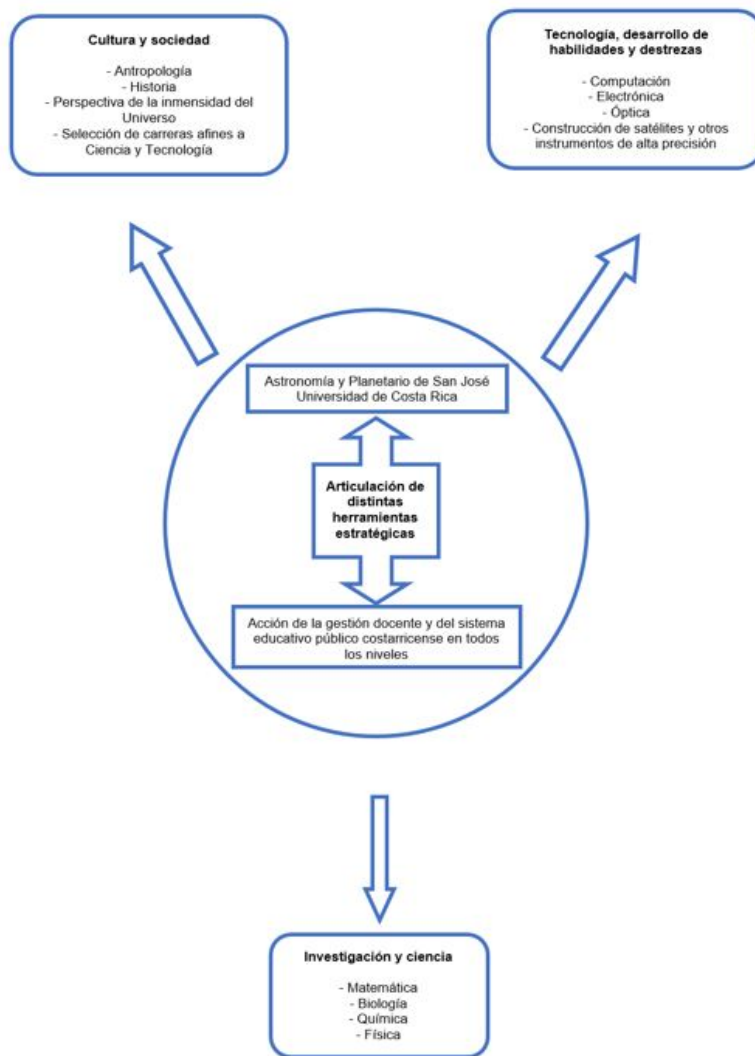 Cultura y sociedad
- Antropología
- Historia
- Perspectiva de la inmensidad del
Universo
- Selección de carreras afines a
Ciencia y Tecnología
Tecnología, desarrollo de
habilidades y destrezas
- Computación
- Electrónica
- Óptica
- Construcción de satélites y otros
instrumentos de alta precisión
Astronomía y Planetario de San José
Universidad de Costa Rica
Articulación de
distintas
herramientas
estratégicas
Acción de la gestión docente y del sistema
educativo público costarricense en todos
los niveles
Investigación y ciencia
- Matemática
- Biología
- Química
- Física